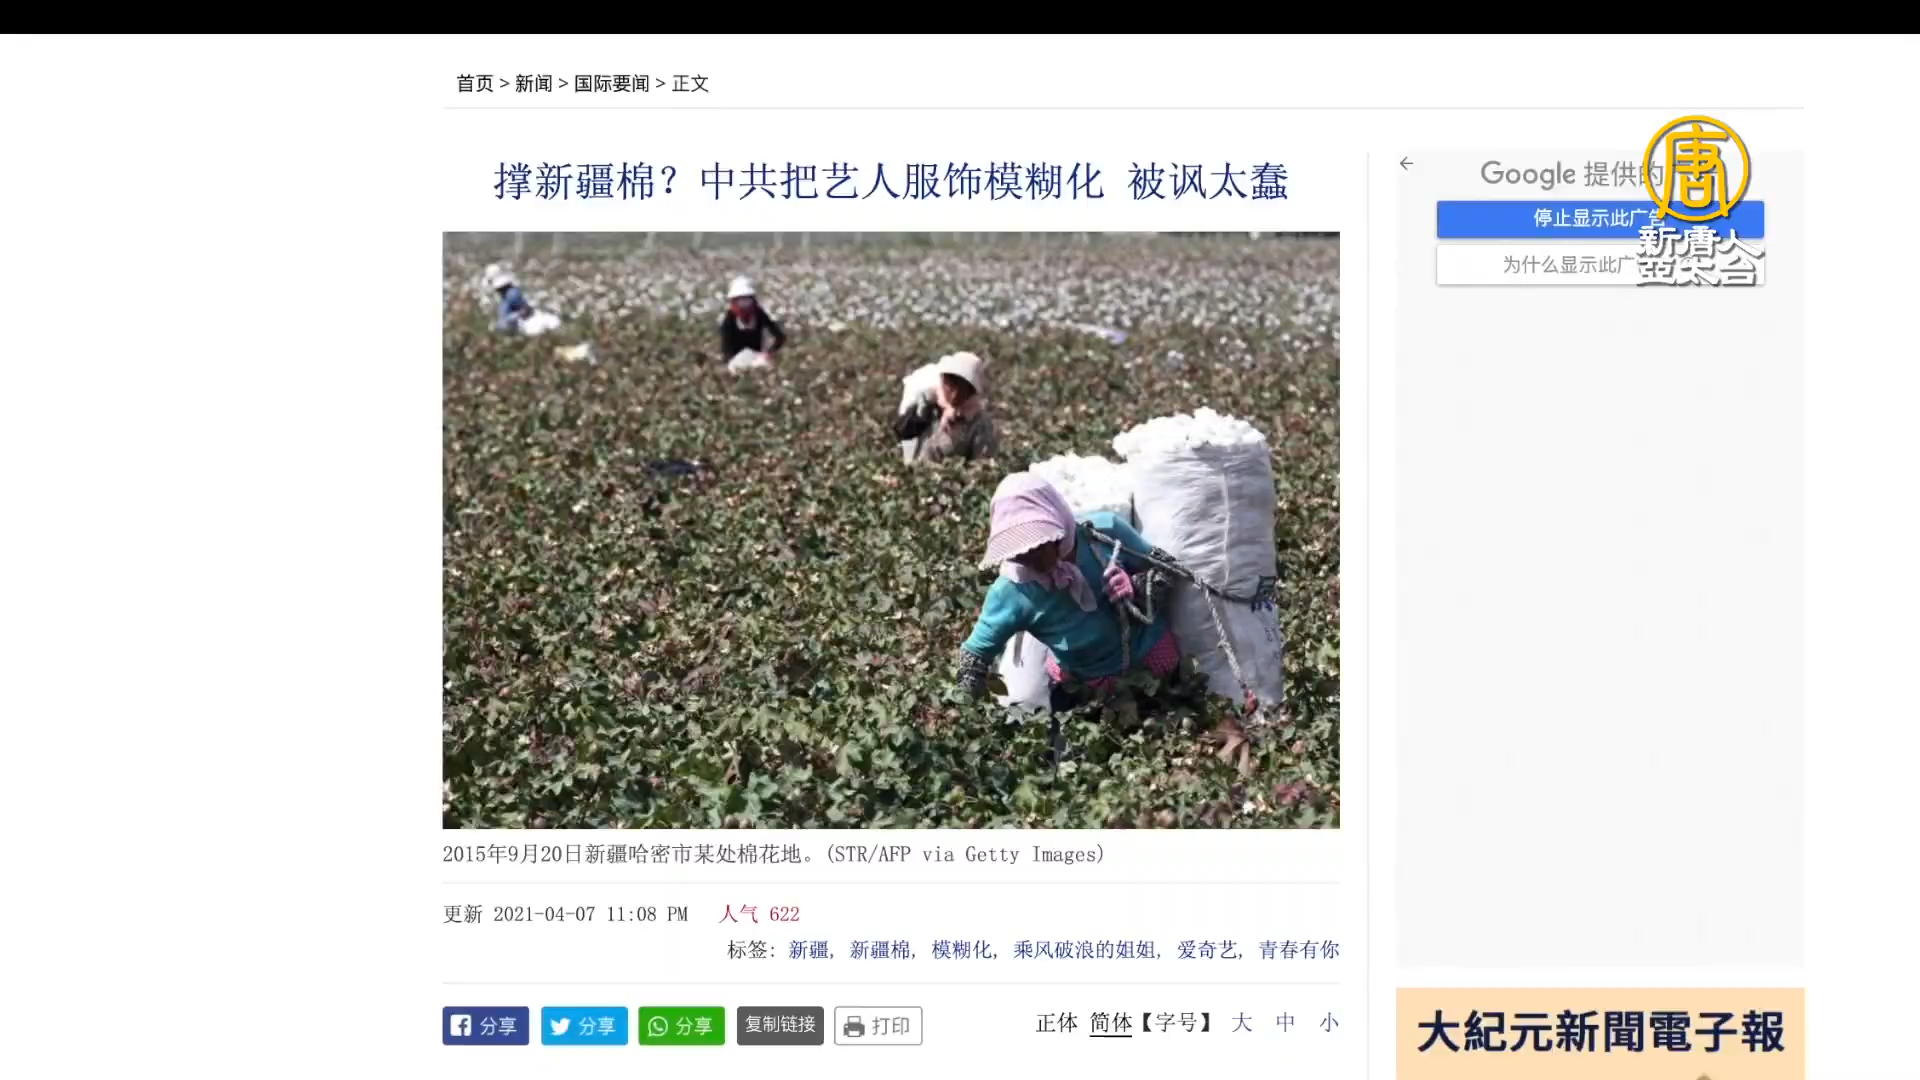 首页 > 新闻 > 国际要闻 > 正文
撑新疆棉？中共把艺人服饰模糊化 被讽太蠢
2015年9月20日新疆哈密市某处棉花地。(STR/AFP via Getty Images)
更新 2021-04-07 11:08 PM 人气 622
标签: 新疆, 新疆棉, 模糊化, 乘风破浪的姐姐, 爱奇艺, 青春有你
分享 分享 分享 复制链接 打印
正体 简体【字号】 大 中 小
Google 提供的
停止显示此广告
为什么显示此广
唐
新唐人
亞太台
大紀元新聞電子報